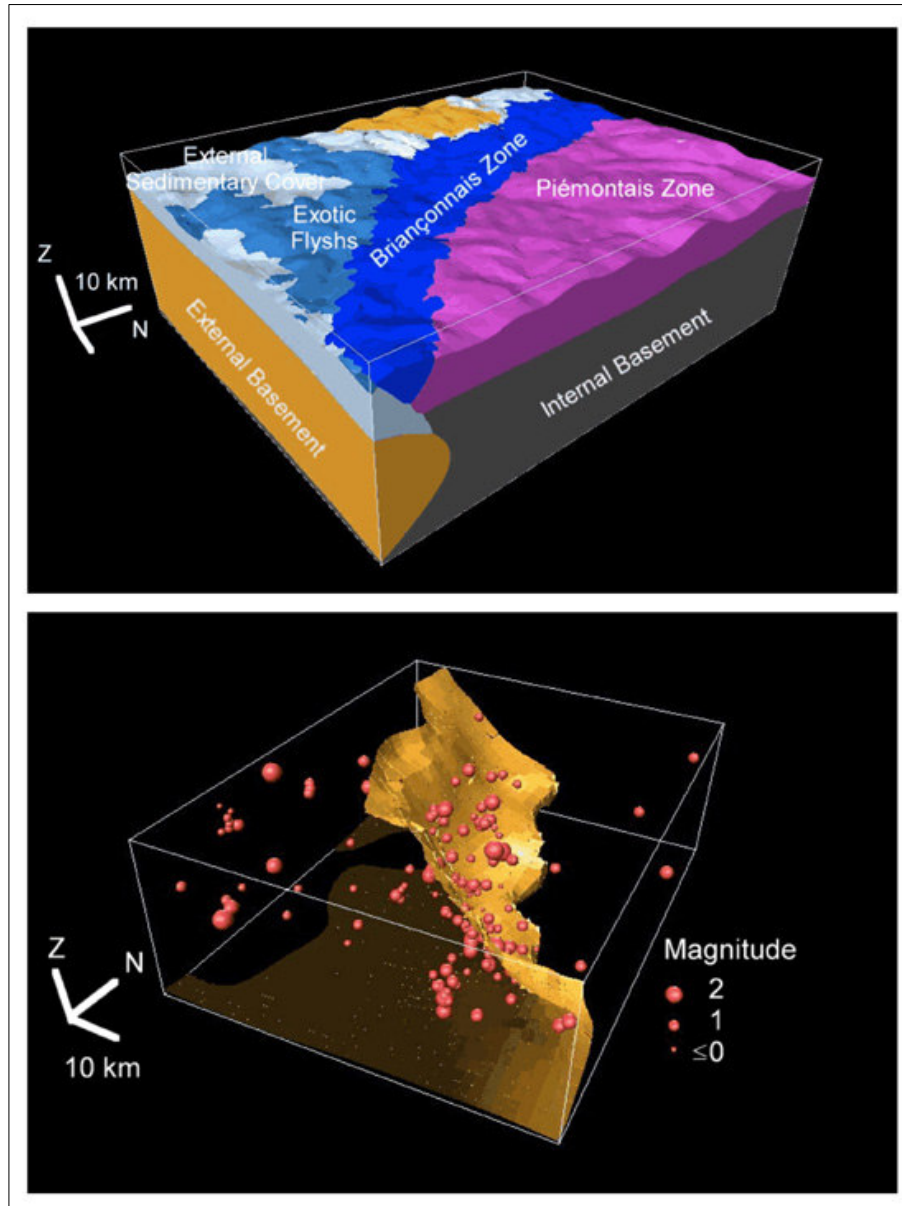 External
Sedimentary Cover
Exotic
Flyshs
Briançonnais Zone
Piémontais Zone
Z
10 km
N
External Basement
Internal Basement
Z
N
10 km
Magnitude
2
1
≤0